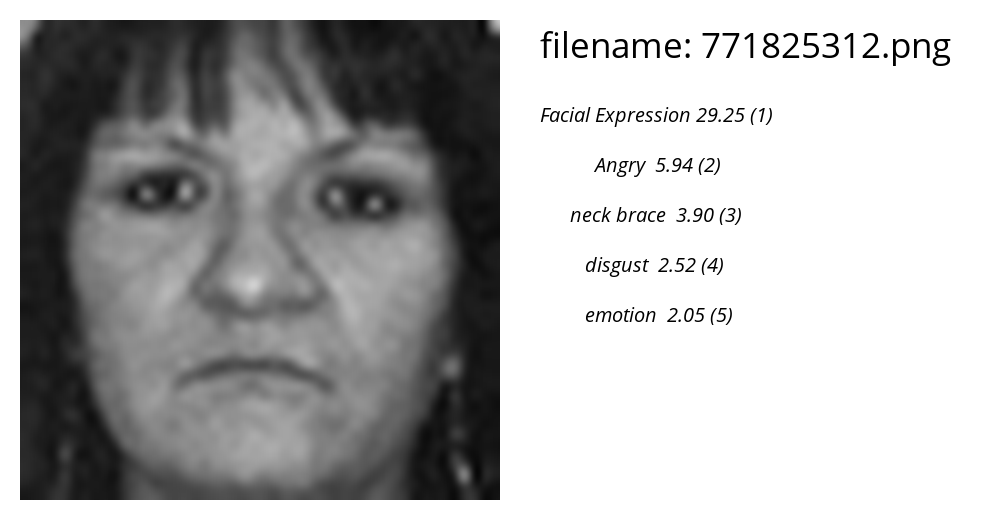 filename: 771825312.png
Facial Expression 29.25 (1)
Angry 5.94 (2)
neck brace 3.90 (3)
disgust 2.52 (4)
emotion 2.05 (5)